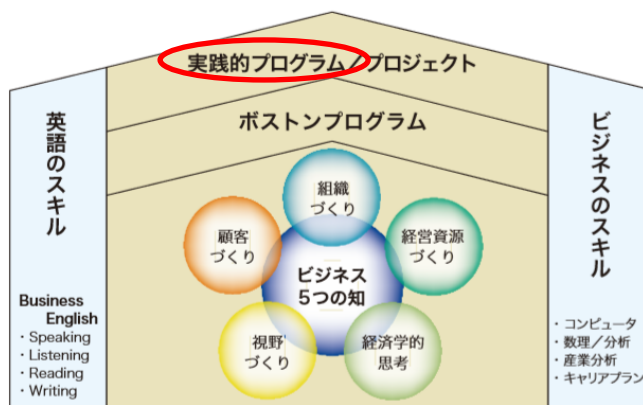 実践的プログラム／プロジェクト
ボストンプログラム
英語のスキル
Business
English
・Speaking
・Listening
・Reading
・Writing
組織
づくり
顧客
づくり
経営資源
づくり
ビジネス
5つの知
視野
づくり
経済学的
思考
ビジネスのスキル
・コンピュータ
・数理／分析
・産業分析
・キャリアプラン